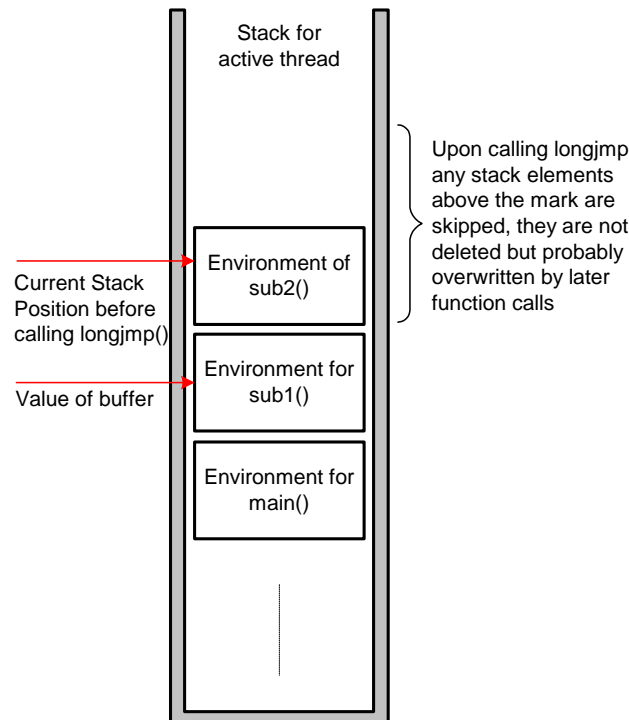 Stack for
active thread
Upon calling longjmp
any stack elements
above the mark are
skipped, they are not
deleted but probably
overwritten by later
function calls
Environment of
sub2()
Current Stack
Position before
calling longjmp()
Environment for
sub1()
Value of buffer
Environment for
main()